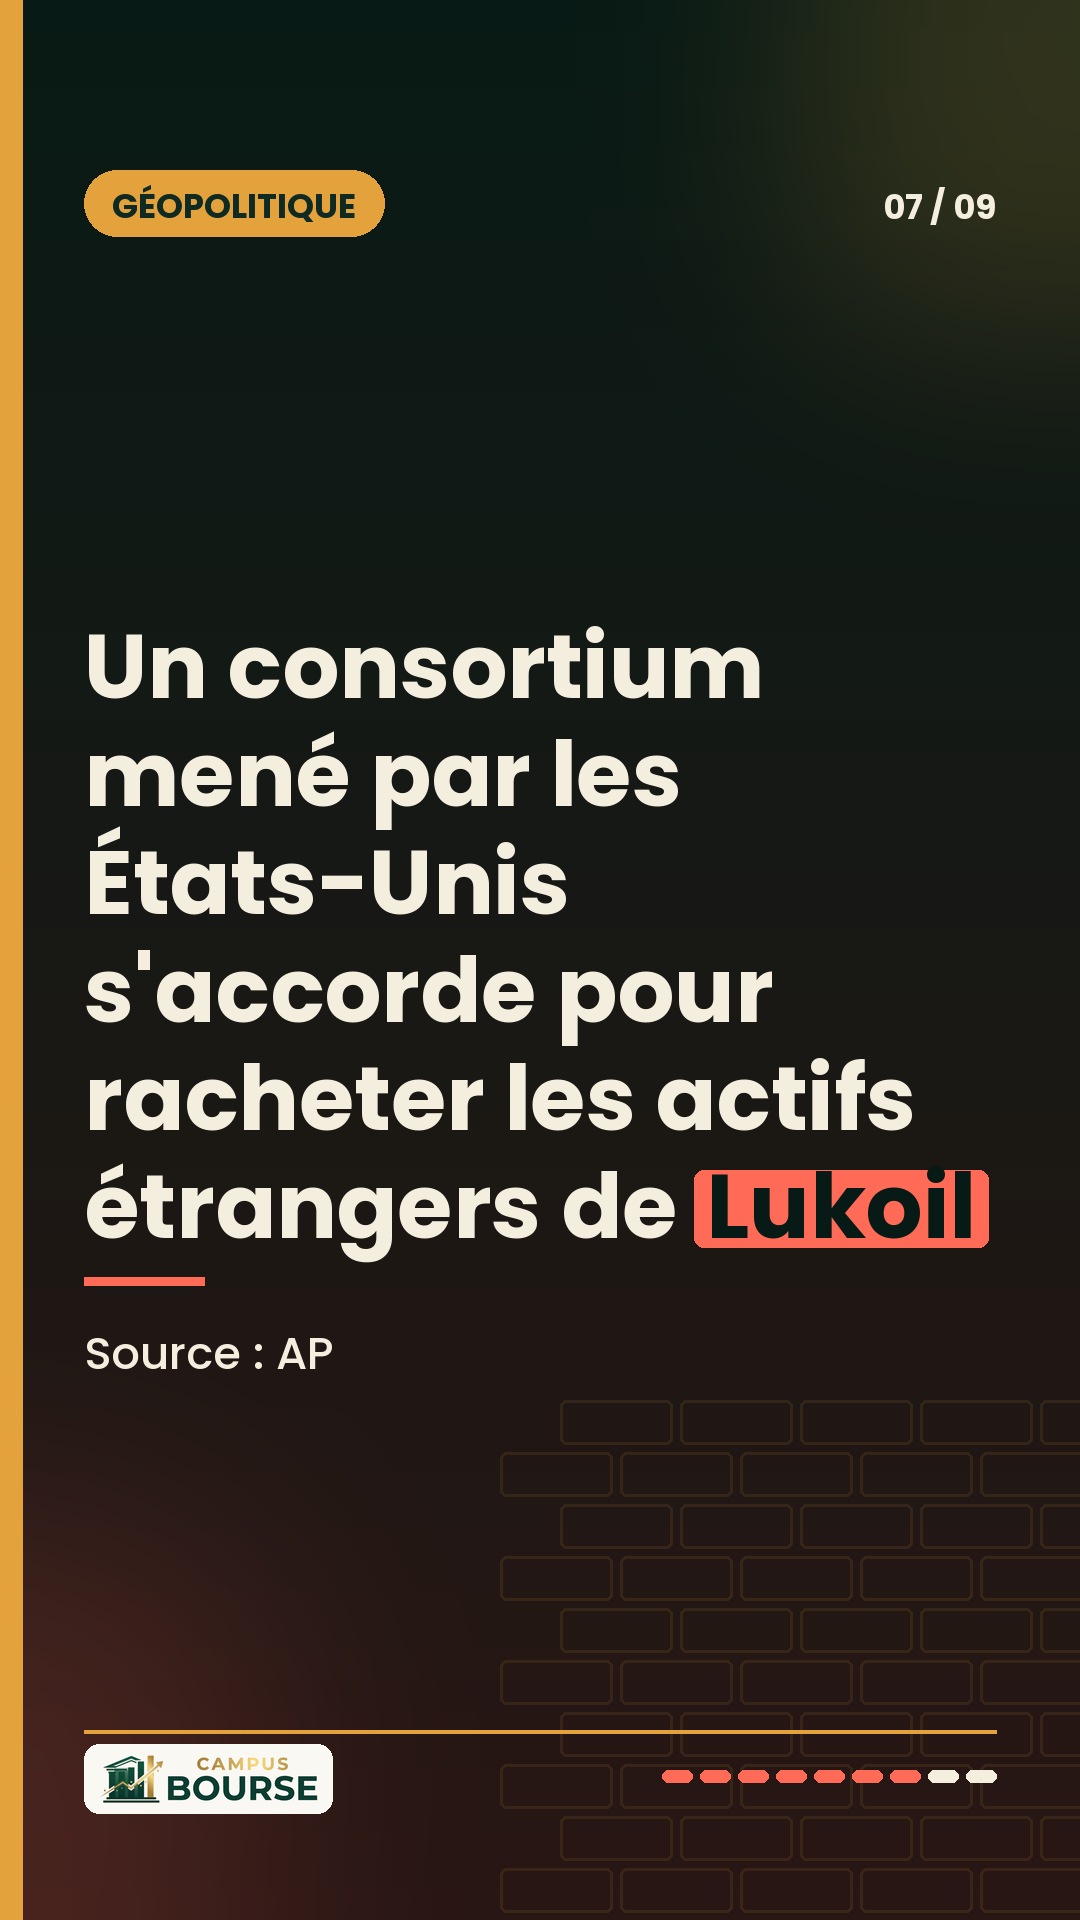 GÉOPOLITIQUE
07 / 09
Un consortium
mené par les
États-Unis
s'accorde pour
racheter les actifs
étrangers de Lukoil
Source : AP
CAMPUS
BOURSE